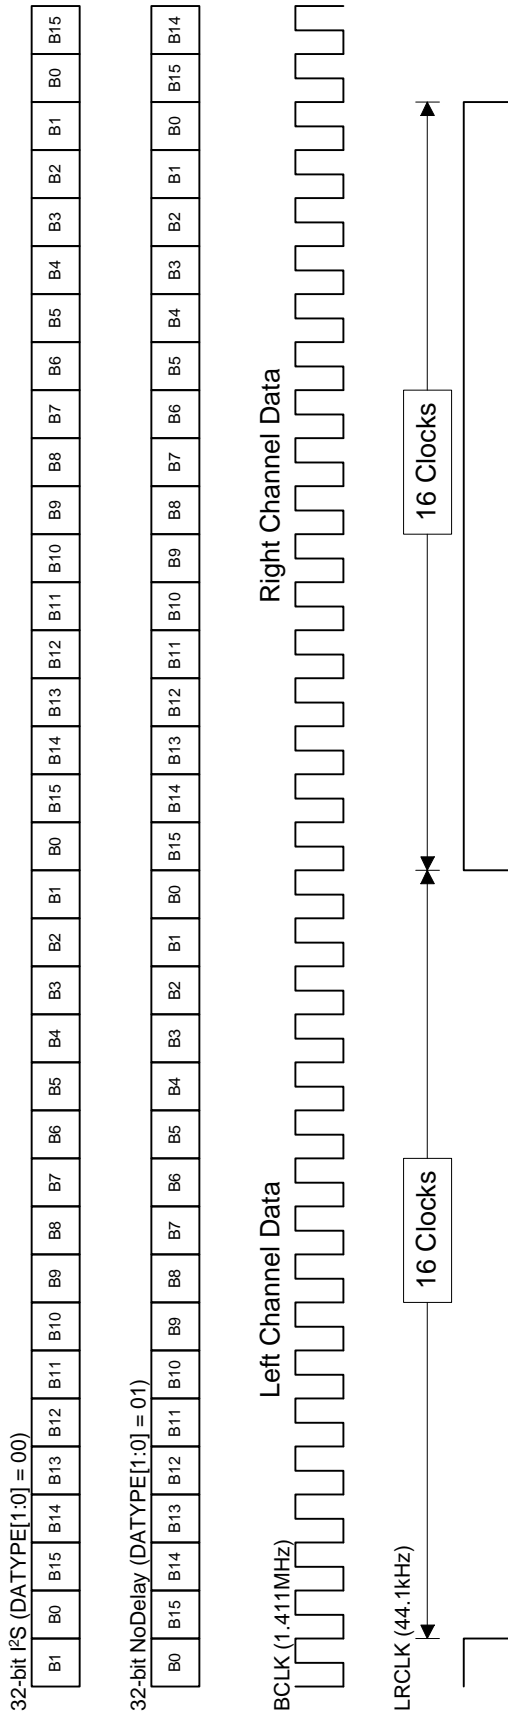 32-bit I²S (DATYPE[1:0] = 00)
B1 B0 B15 B14 B13 B12 B11 B10 B9 B8 B7 B6 B5 B4 B3 B2 B1 B0 B15 B14 B13 B12 B11 B10 B9 B8 B7 B6 B5 B4 B3 B2 B1 B0 B15
32-bit NoDelay (DATYPE[1:0] = 01)
B0 B15 B14 B13 B12 B11 B10 B9 B8 B7 B6 B5 B4 B3 B2 B1 B0 B15 B14 B13 B12 B11 B10 B9 B8 B7 B6 B5 B4 B3 B2 B1 B0 B15 B14
Left Channel Data Right Channel Data
BCLK (1.411MHz)
LRCLK (44.1kHz)
16 Clocks 16 Clocks